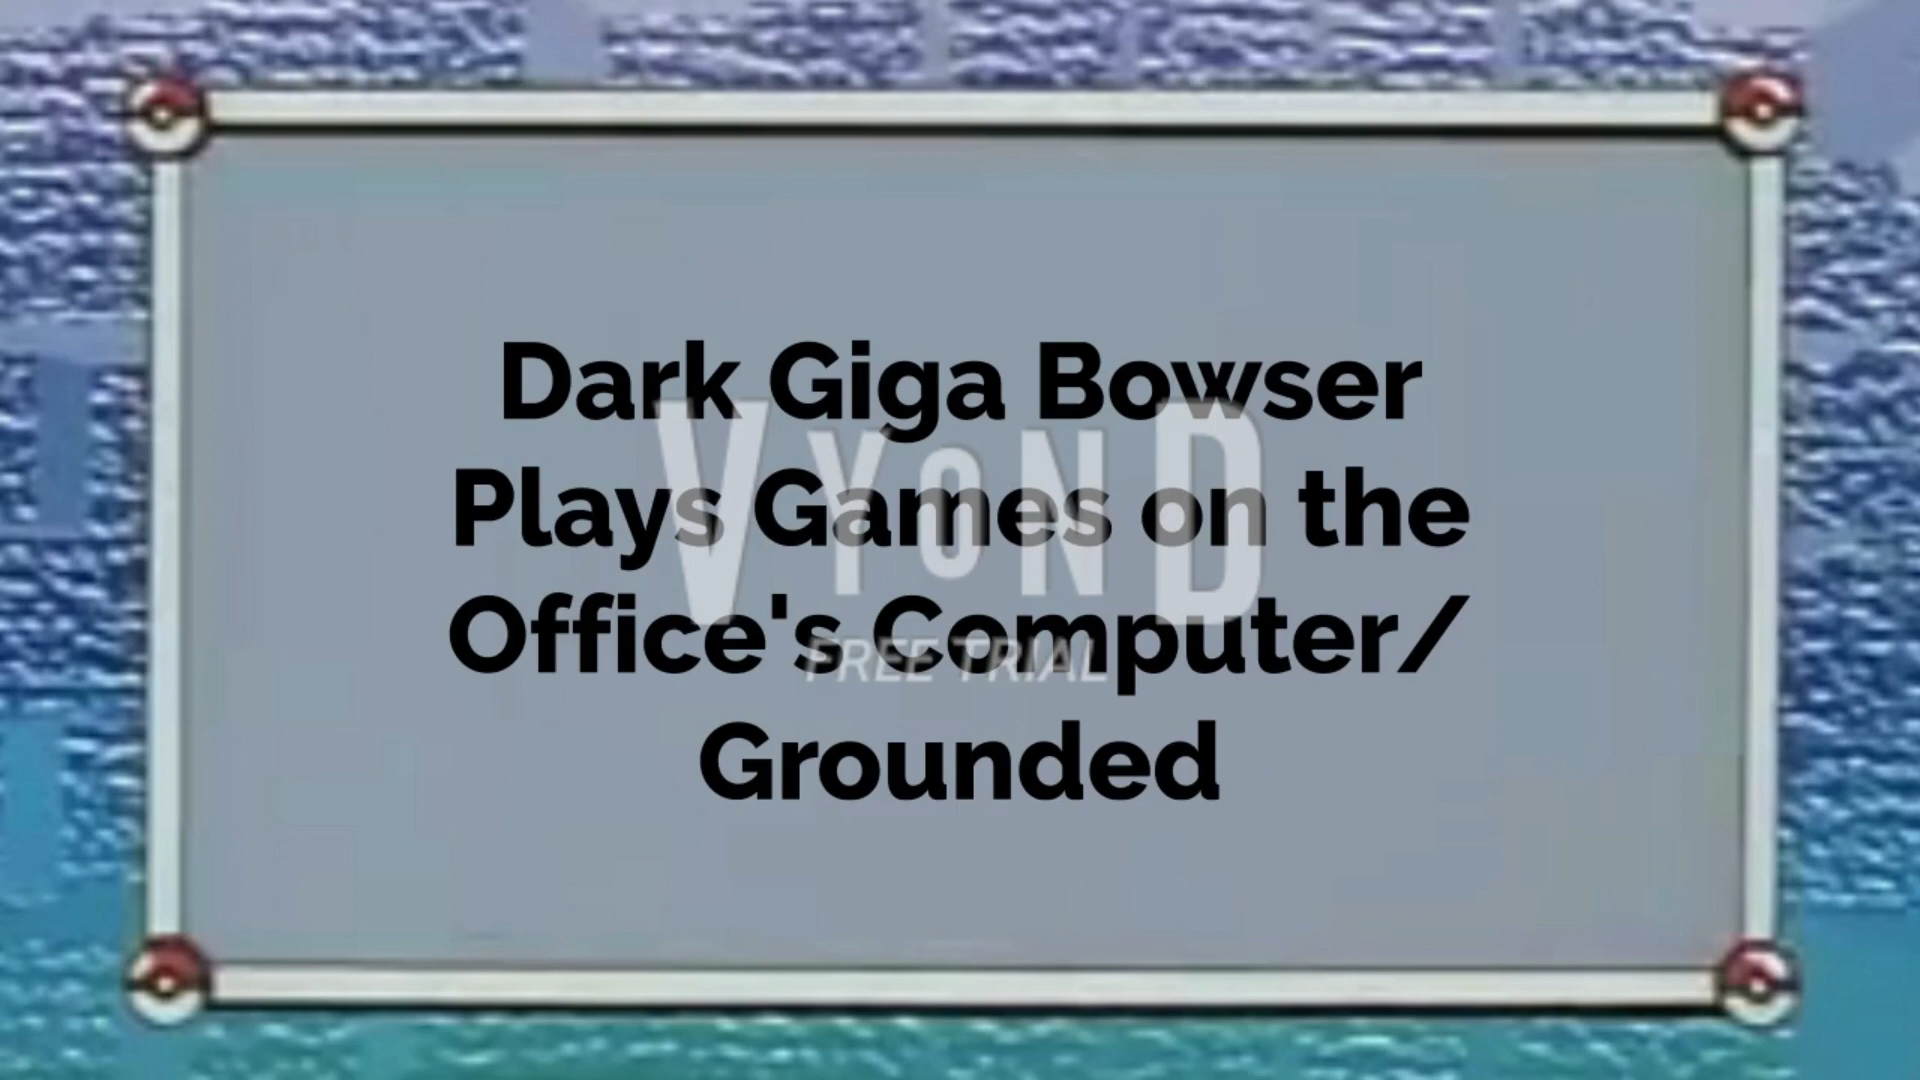 Dark Giga Bowser
Plays Games on the
Office's Computer/
Grounded
VYOND
FREE TRIAL